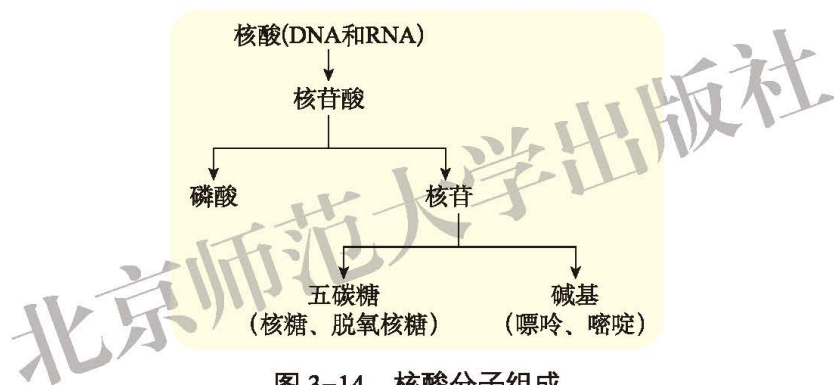 核酸(DNA和RNA)
核苷酸
磷酸 核苷
五碳糖 碱基
(核糖、脱氧核糖) (嘌呤、嘧啶)
图 3-14 核酸分子组成
北京师范大学出版社